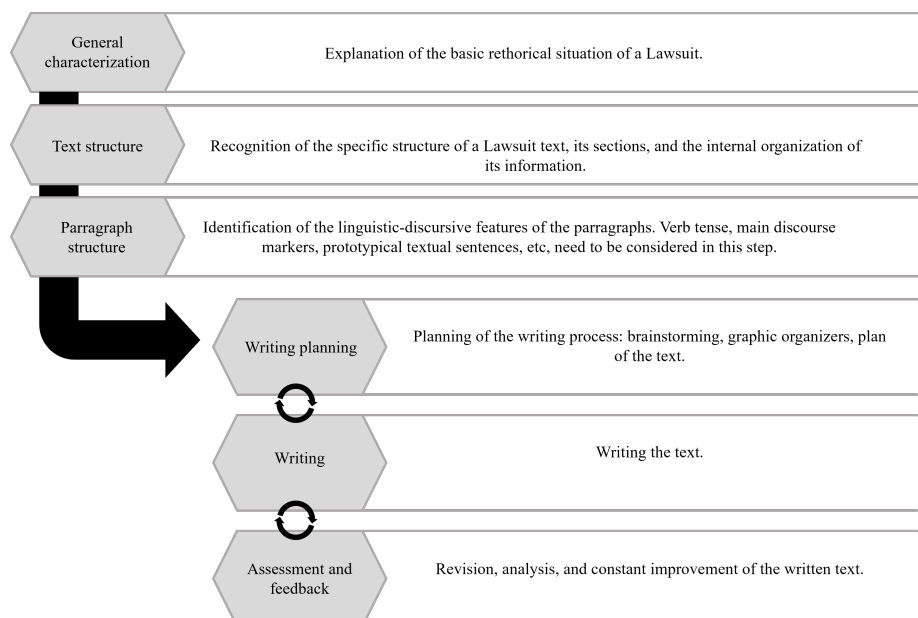 General
characterization
Explanation of the basic rethorical situation of a Lawsuit.
Text structure
Recognition of the specific structure of a Lawsuit text, its sections, and the internal organization of
its information.
Parragraph
structure
Identification of the linguistic-discursive features of the parragraphs. Verb tense, main discourse
markers, prototypical textual sentences, etc, need to be considered in this step.
Writing planning
Planning of the writing process: brainstorming, graphic organizers, plan
of the text.
Writing
Writing the text.
Assessment and
feedback
Revision, analysis, and constant improvement of the written text.